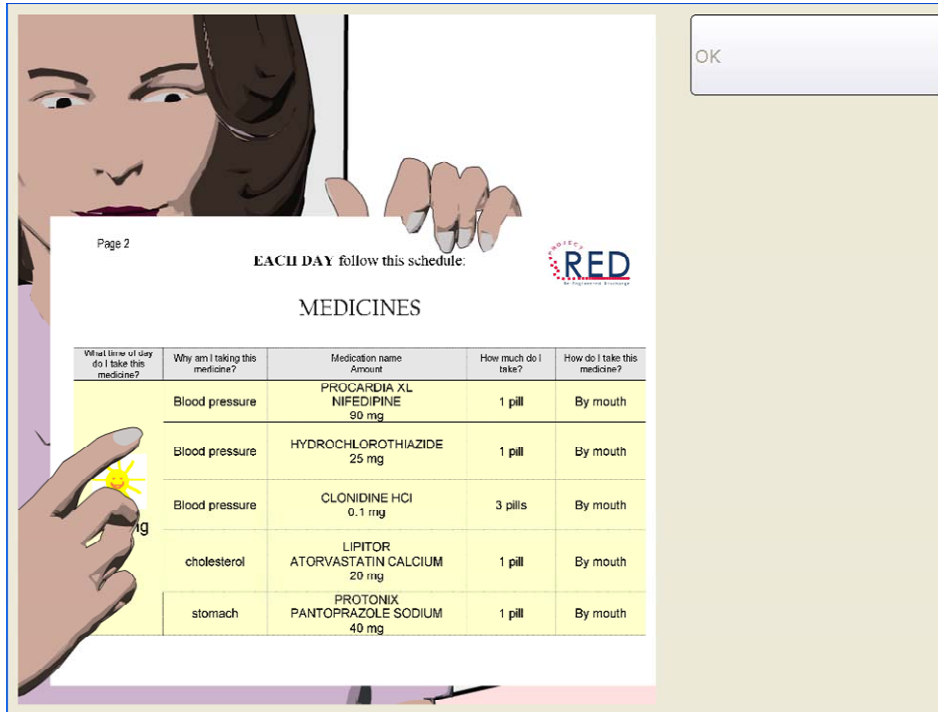 OK
Page 2
EACH DAY follow this schedule:
PROJECT
RED
Re-Engineered Discharge
MEDICINES
What time of day
do I take this
medicine?
Why am I taking this
medicine?
Medication name
Amount
How much do I
take?
How do I take this
medicine?
Blood pressure
PROCARDIA XL
NIFEDIPINE
90 mg
1 pill
By mouth
Blood pressure
HYDROCHLOROTHIAZIDE
25 mg
1 pill
By mouth
Blood pressure
CLONIDINE HCl
0.1 mg
3 pills
By mouth
cholesterol
LIPITOR
ATORVASTATIN CALCIUM
20 mg
1 pill
By mouth
stomach
PROTONIX
PANTOPRAZOLE SODIUM
40 mg
1 pill
By mouth